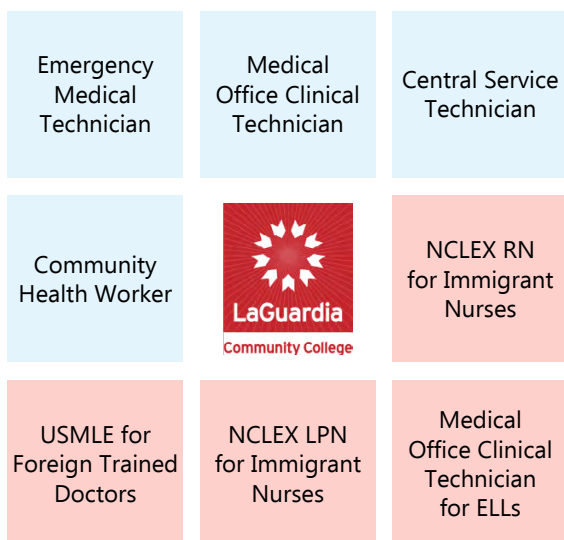 Emergency
Medical
Technician
Medical
Office Clinical
Technician
Central Service
Technician
Community
Health Worker
LaGuardia
Community College
NCLEX RN
for Immigrant
Nurses
USMLE for
Foreign Trained
Doctors
NCLEX LPN
for Immigrant
Nurses
Medical
Office Clinical
Technician
for ELLs